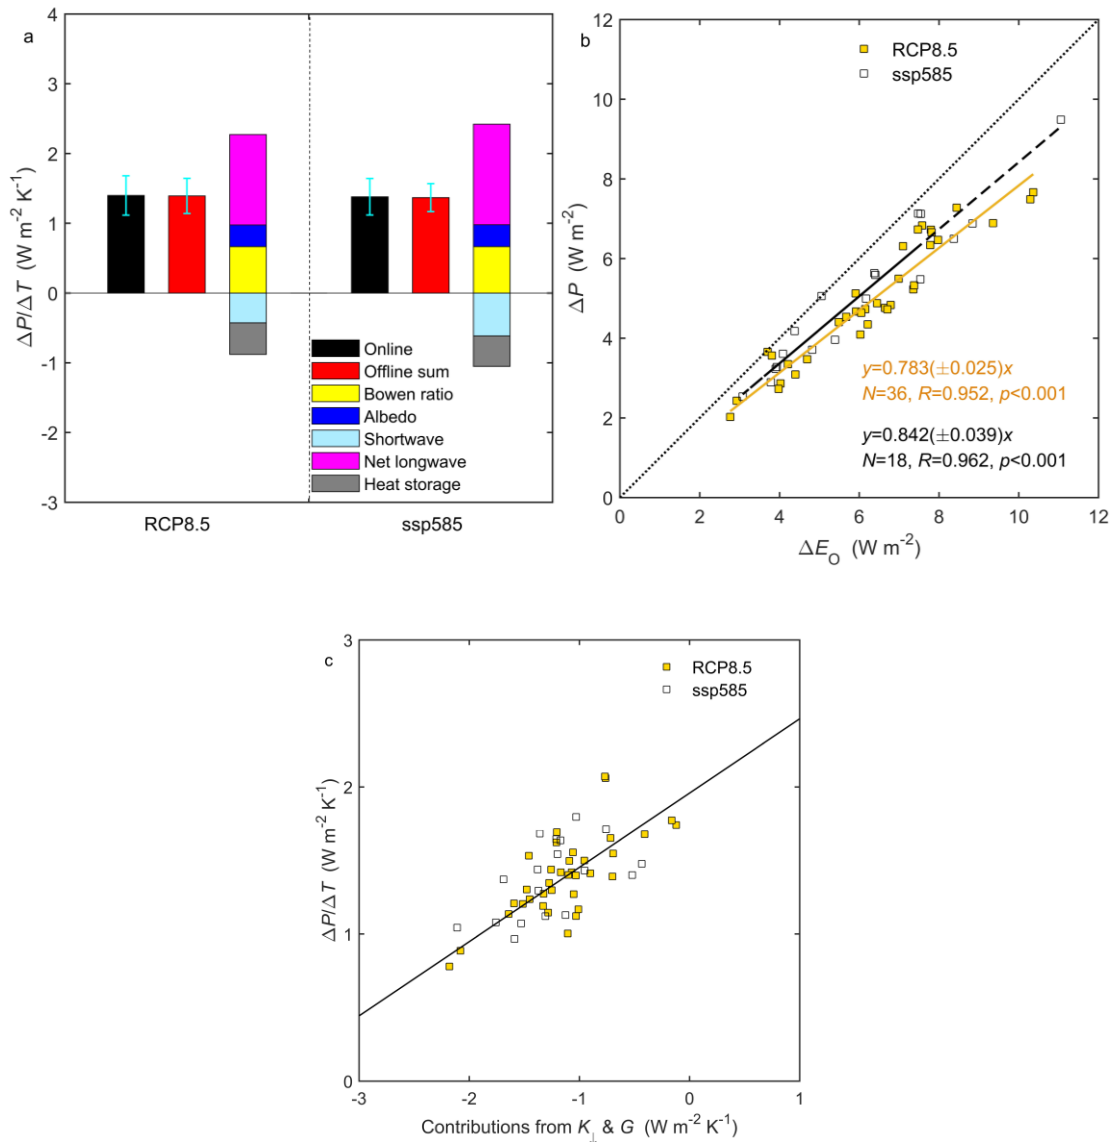 a
4
3
2
1
0
-1
-2
-3
ΔP/ΔT (W m⁻² K⁻¹)
Online
Offline sum
Bowen ratio
Albedo
Shortwave
Net longwave
Heat storage
RCP8.5
ssp585
b
12
10
8
6
4
2
0
ΔP (W m⁻²)
RCP8.5
ssp585
y=0.783(±0.025)x
N=36, R=0.952, p<0.001
y=0.842(±0.039)x
N=18, R=0.962, p<0.001
0 2 4 6 8 10 12
ΔE_O (W m⁻²)
c
3
2
1
0
ΔP/ΔT (W m⁻² K⁻¹)
RCP8.5
ssp585
-3 -2 -1 0 1
Contributions from K↓ & G (W m⁻² K⁻¹)